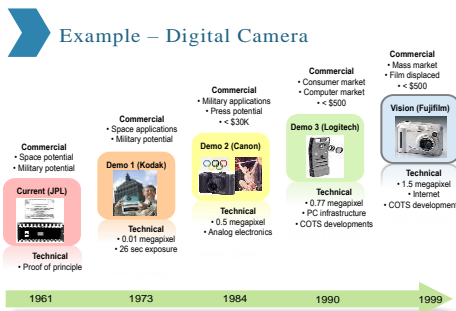 Example – Digital Camera
Commercial
• Space potential
• Military potential
Current (JPL)
Technical
• Proof of principle
Commercial
• Space applications
• Military potential
Demo 1 (Kodak)
Technical
• 0.01 megapixel
• 26 sec exposure
Commercial
• Military applications
• Press potential
• < $30K
Demo 2 (Canon)
Technical
• 0.5 megapixel
• Analog electronics
Commercial
• Consumer market
• Computer market
• < $500
Demo 3 (Logitech)
Technical
• 0.77 megapixel
• PC infrastructure
• COTS developments
Commercial
• Mass market
• Film displaced
• < $500
Vision (Fujifilm)
Technical
• 1.5 megapixel
• Internet
• COTS development
1961
1973
1984
1990
1999